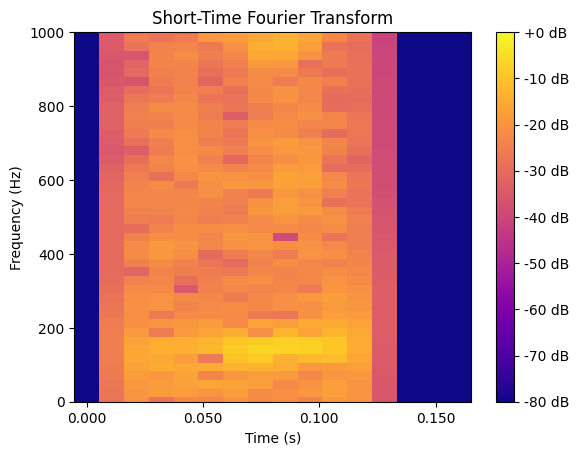 Short-Time Fourier Transform
Frequency (Hz)
1000
800
600
400
200
0
0.000
0.050
0.100
0.150
Time (s)
+0 dB
-10 dB
-20 dB
-30 dB
-40 dB
-50 dB
-60 dB
-70 dB
-80 dB